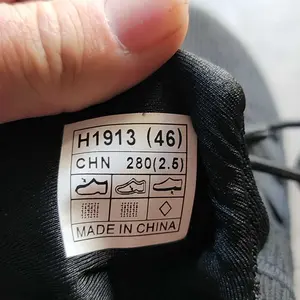 H1913 (46)
CHN 280(2.5)
MADE IN CHINA